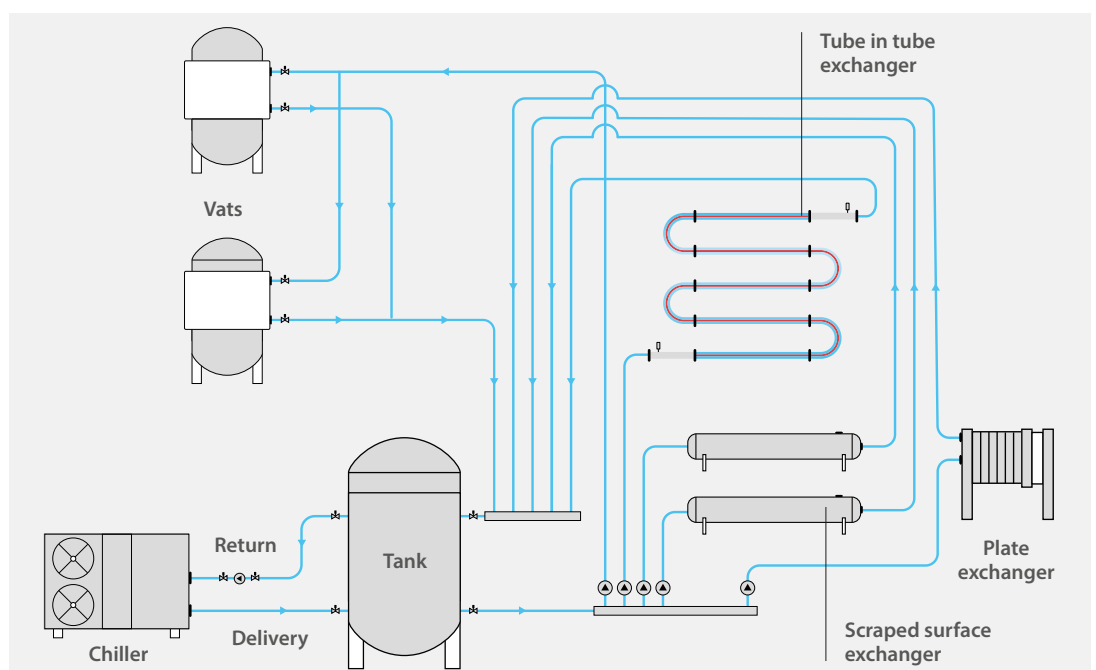 Tube in tube
exchanger
Vats
Return
Tank
Delivery
Chiller
Plate
exchanger
Scraped surface
exchanger